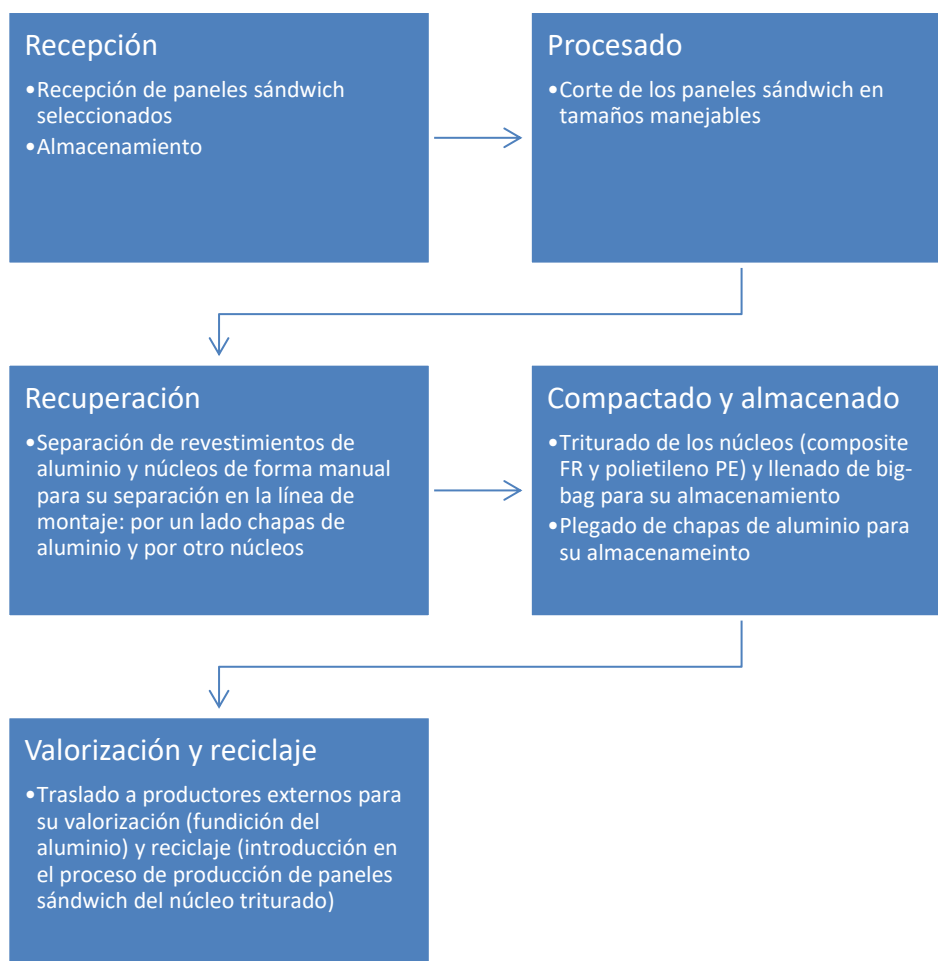 Recepción
•Recepción de paneles sándwich
seleccionados
•Almacenamiento
Procesado
•Corte de los paneles sándwich en
tamaños manejables
Recuperación
•Separación de revestimientos de
aluminio y núcleos de forma manual
para su separación en la línea de
montaje: por un lado chapas de
aluminio y por otro núcleos
Compactado y almacenado
•Triturado de los núcleos (composite
FR y polietileno PE) y llenado de big-
bag para su almacenamiento
•Plegado de chapas de aluminio para
su almacenameinto
Valorización y reciclaje
•Traslado a productores externos para
su valorización (fundición del
aluminio) y reciclaje (introducción en
el proceso de producción de paneles
sándwich del núcleo triturado)